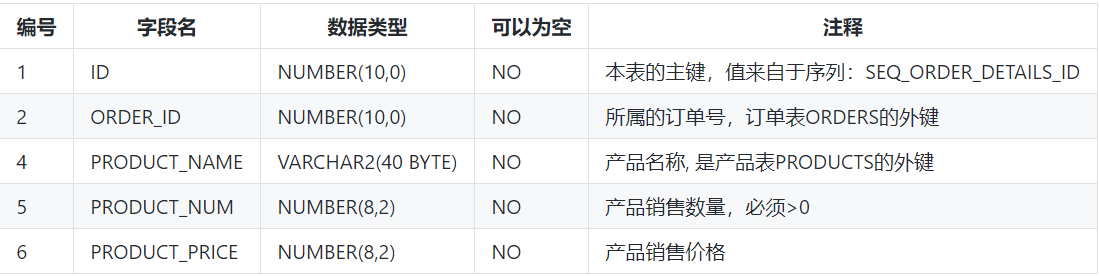 编号 字段名 数据类型 可以为空 注释
1 ID NUMBER(10,0) NO 本表的主键，值来自于序列：SEQ_ORDER_DETAILS_ID
2 ORDER_ID NUMBER(10,0) NO 所属的订单号，订单表ORDERS的外键
4 PRODUCT_NAME VARCHAR2(40 BYTE) NO 产品名称, 是产品表PRODUCTS的外键
5 PRODUCT_NUM NUMBER(8,2) NO 产品销售数量，必须>0
6 PRODUCT_PRICE NUMBER(8,2) NO 产品销售价格